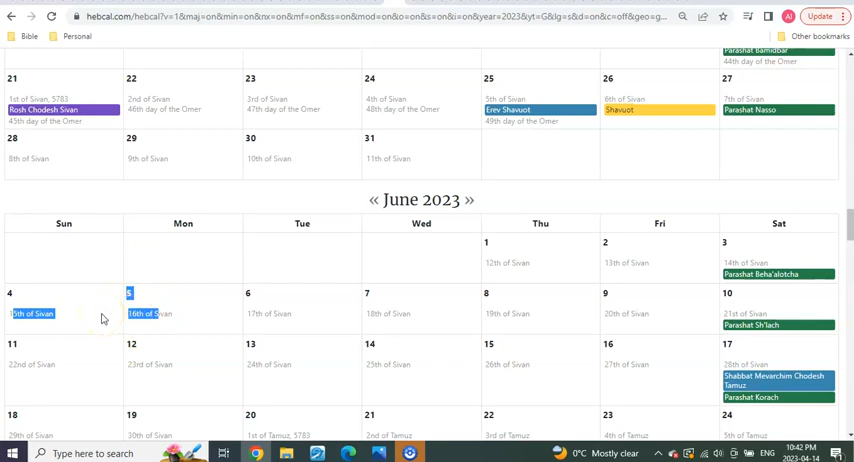 hebcal.com/hebcal?v=1&maj=on&min=on&nx=on&mf=on&ss=on&mod=on&o=on&s=on&i=on&year=2023&yt=G&lg=s&d=on&c=off&geo=g...
AI
Update
Bible
Personal
Other bookmarks
Parashat Bamidbar
44th day of the Omer
21 22 23 24 25 26 27
1st of Sivan, 5783 2nd of Sivan 3rd of Sivan 4th of Sivan 5th of Sivan 6th of Sivan 7th of Sivan
Rosh Chodesh Sivan 46th day of the Omer 47th day of the Omer 48th day of the Omer Erev Shavuot Shavuot Parashat Nasso
45th day of the Omer 49th day of the Omer
28 29 30 31
8th of Sivan 9th of Sivan 10th of Sivan 11th of Sivan
« June 2023 »
Sun Mon Tue Wed Thu Fri Sat
1 2 3
12th of Sivan 13th of Sivan 14th of Sivan
Parashat Beha'alotcha
4 5 6 7 8 9 10
15th of Sivan 16th of Sivan 17th of Sivan 18th of Sivan 19th of Sivan 20th of Sivan 21st of Sivan
Parashat Sh'lach
11 12 13 14 15 16 17
22nd of Sivan 23rd of Sivan 24th of Sivan 25th of Sivan 26th of Sivan 27th of Sivan 28th of Sivan
Shabbat Mevarchim Chodesh
Tamuz
Parashat Korach
18 19 20 21 22 23 24
29th of Sivan 30th of Sivan 1st of Tamuz, 5783 2nd of Tamuz 3rd of Tamuz 4th of Tamuz 5th of Tamuz
Type here to search
0°C Mostly clear
ENG
10:42 PM
2023-04-14